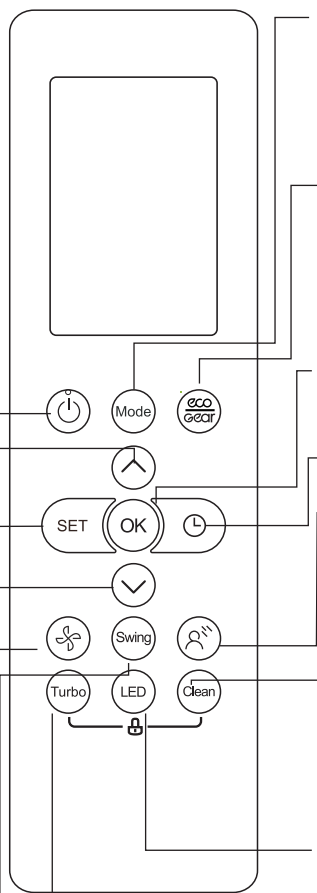 Mode
eco
Gear
SET
OK
Swing
Turbo
LED
Clean